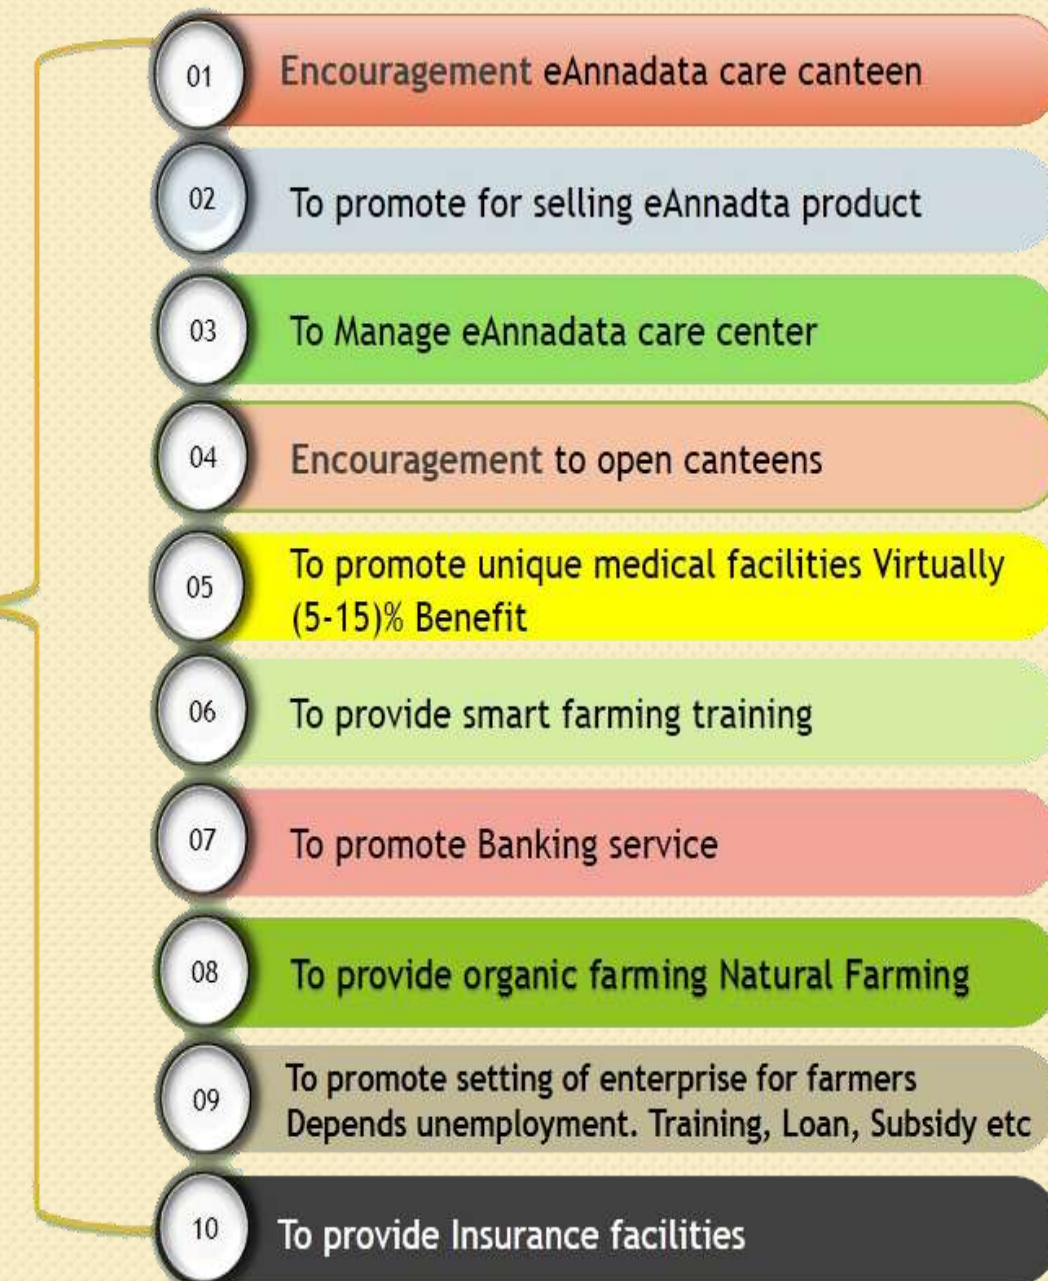 01
Encouragement eAnnadata care canteen
02
To promote for selling eAnnadta product
03
To Manage eAnnadata care center
04
Encouragement to open canteens
05
To promote unique medical facilities Virtually
(5-15)% Benefit
06
To provide smart farming training
07
To promote Banking service
08
To provide organic farming Natural Farming
09
To promote setting of enterprise for farmers
Depends unemployment. Training, Loan, Subsidy etc
10
To provide Insurance facilities